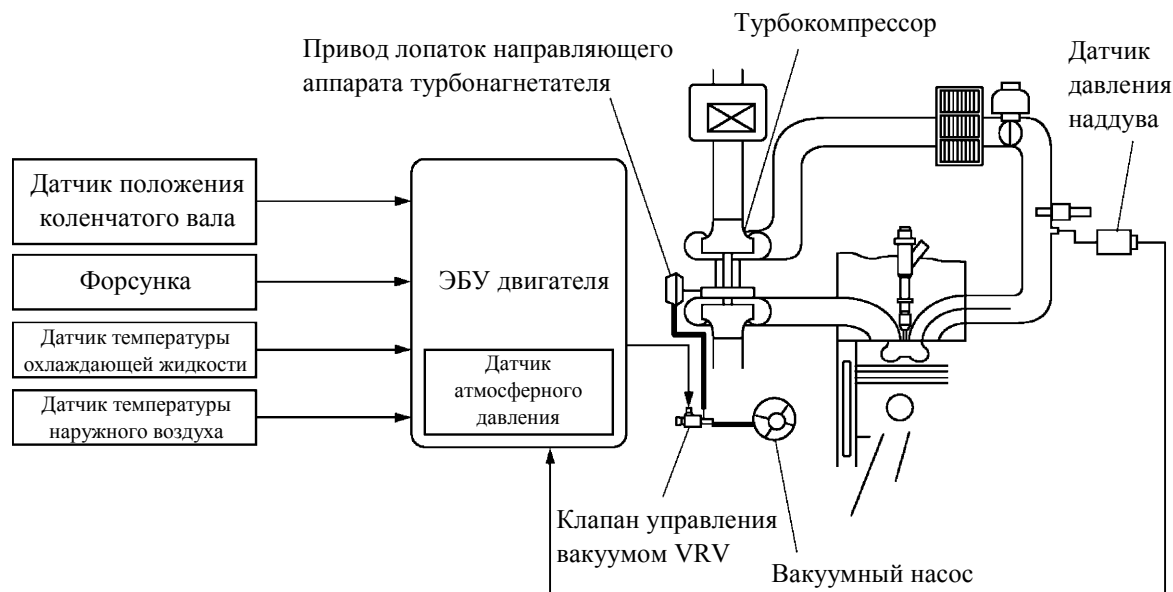 Турбокомпрессор
Привод лопаток направляющего
аппарата турбонагнетателя
Датчик
давления
наддува
Датчик положения
коленчатого вала
Форсунка
Датчик температуры
охлаждающей жидкости
Датчик температуры
наружного воздуха
ЭБУ двигателя
Датчик
атмосферного
давления
Клапан управления
вакуумом VRV
Вакуумный насос